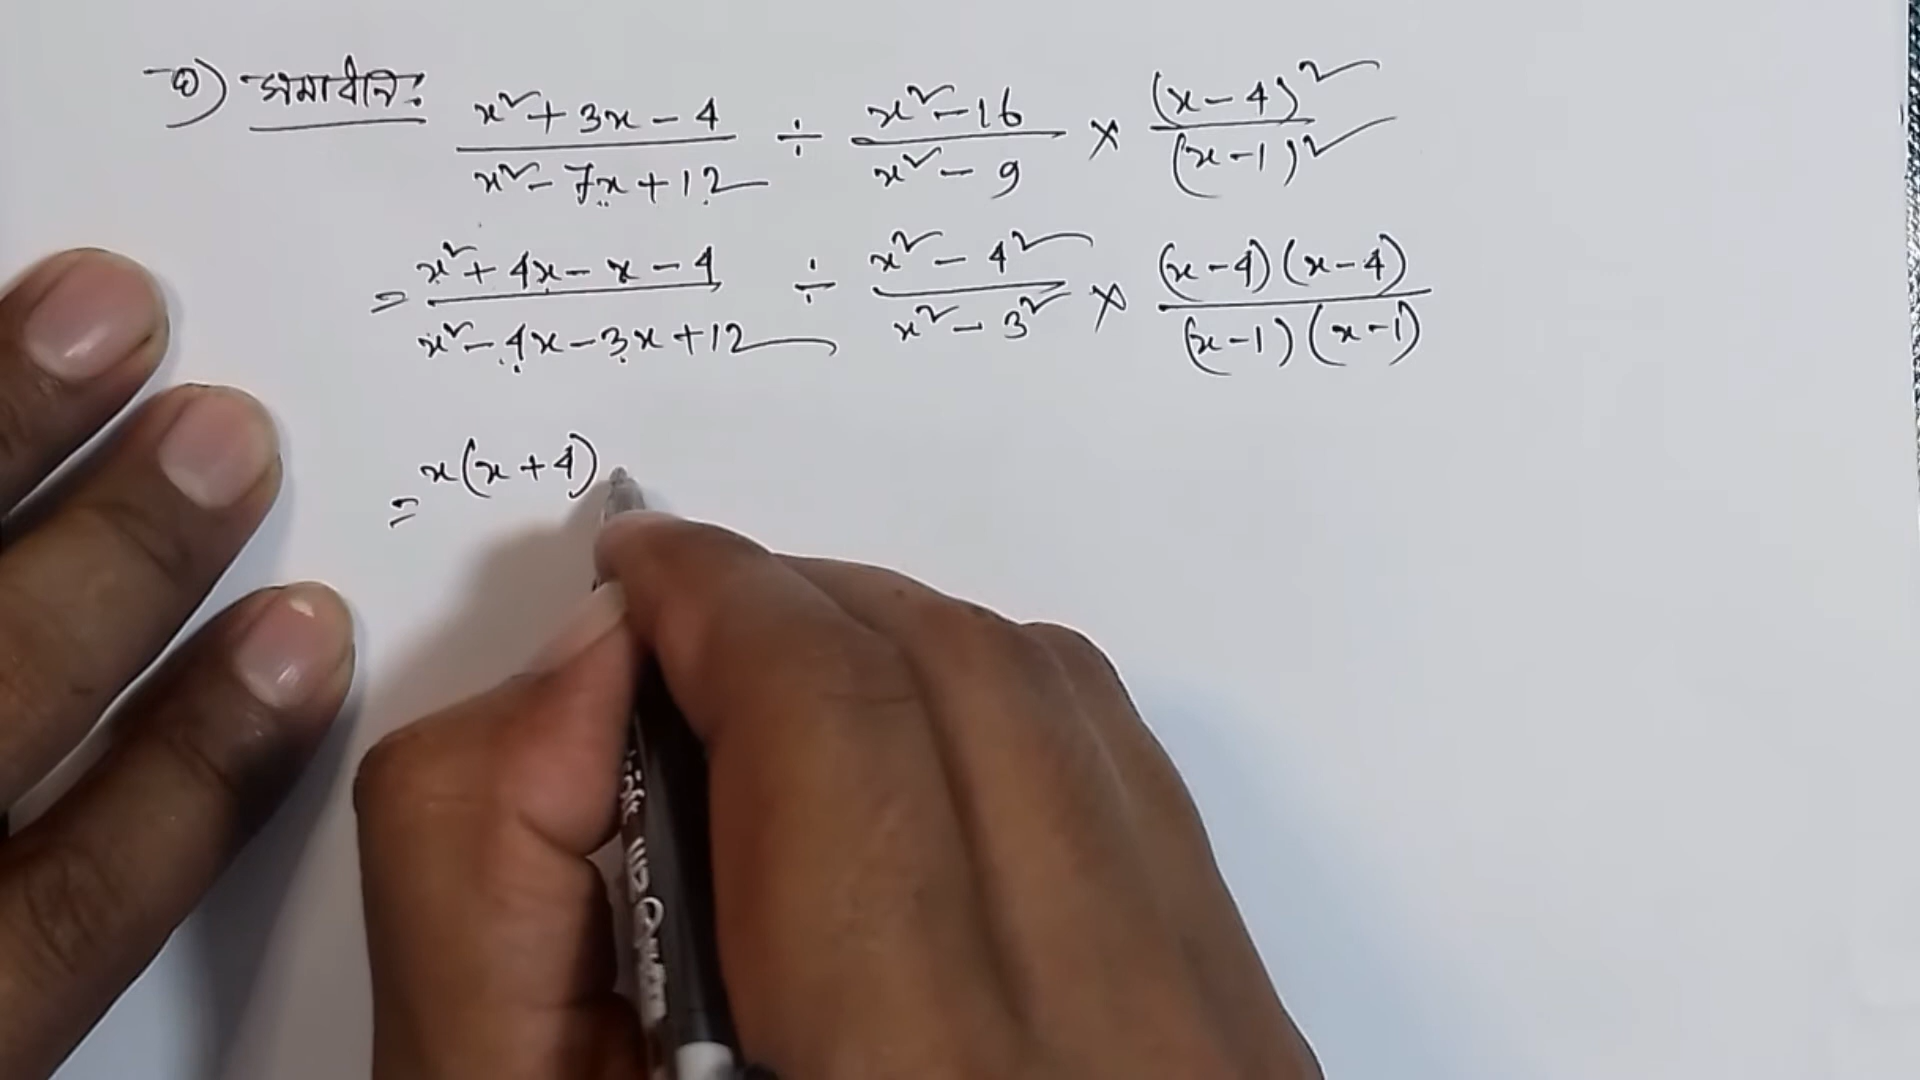 ঘ) সমাধান: (x²+3x-4)/(x²-7x+12) ÷ (x²-16)/(x²-9) × (x-4)²/(x-1)²
= (x²+4x-x-4)/(x²-4x-3x+12) ÷ (x²-4²)/(x²-3²) × (x-4)(x-4)/(x-1)(x-1)
= x(x+4)